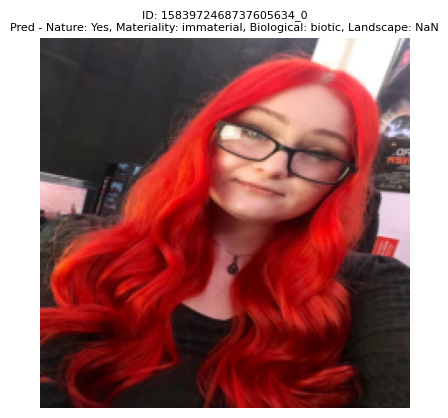 ID: 1583972468737605634_0
Pred - Nature: Yes, Materiality: immaterial, Biological: biotic, Landscape: NaN